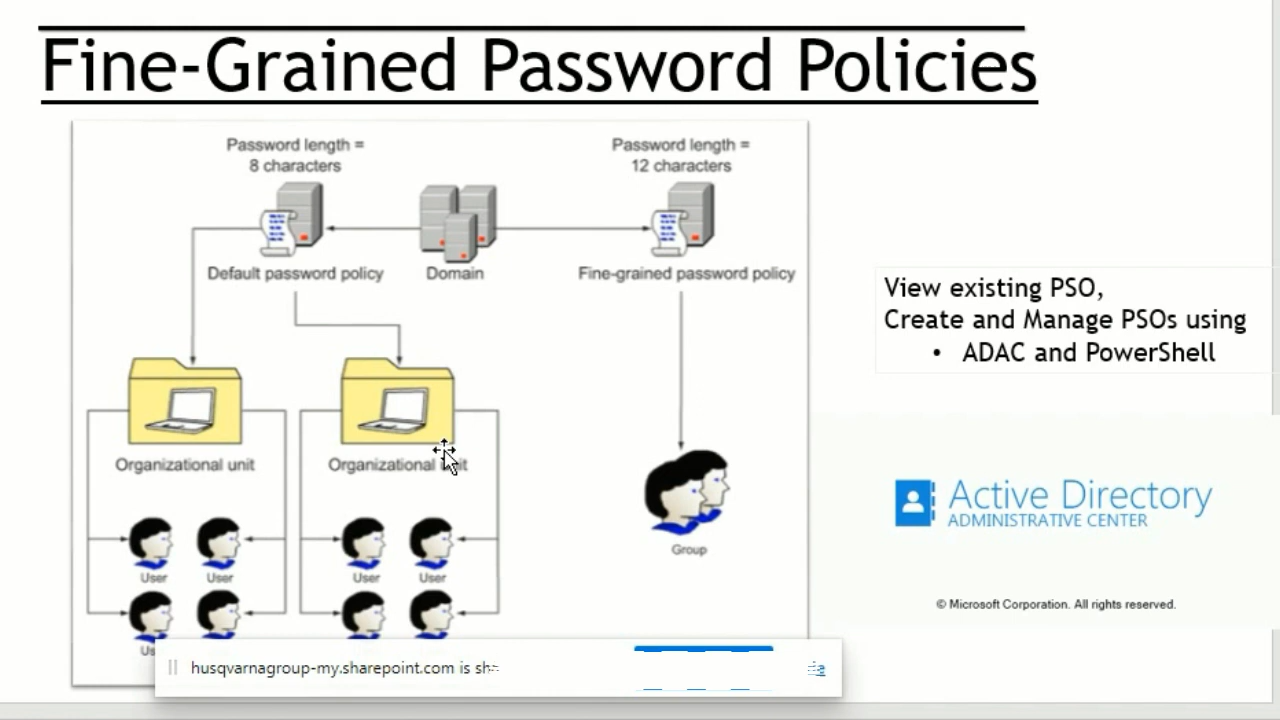 Fine-Grained Password Policies
Password length =
8 characters
Password length =
12 characters
Default password policy
Domain
Fine-grained password policy
View existing PSO,
Create and Manage PSOs using
• ADAC and PowerShell
Organizational unit
Organizational
Active Directory
ADMINISTRATIVE CENTER
Group
User
User
User
User
© Microsoft Corporation. All rights reserved.
husqvarnagroup-my.sharepoint.com is